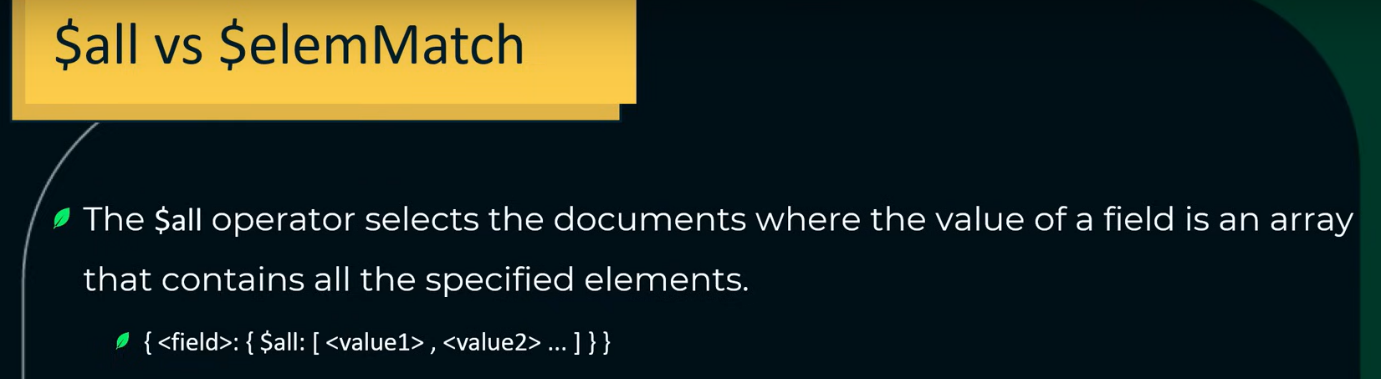 $all vs $elemMatch
The $all operator selects the documents where the value of a field is an array
that contains all the specified elements.
{ <field>: { $all: [ <value1> , <value2> ... ] } }